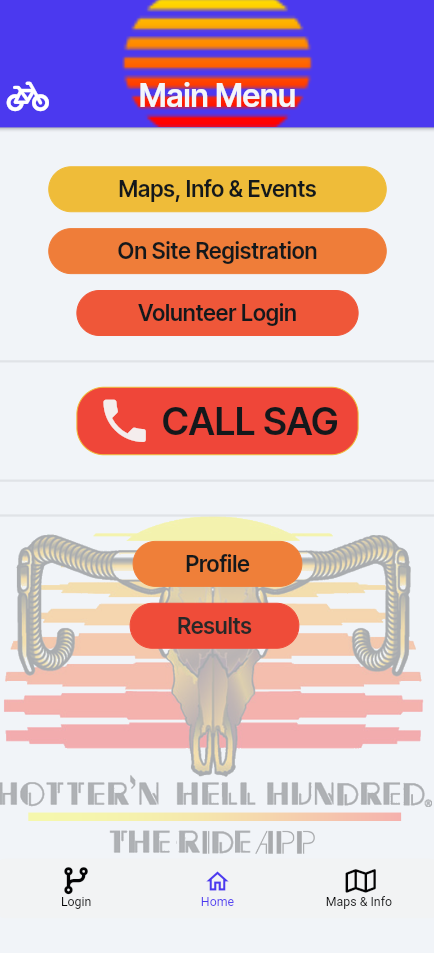 Main Menu
Maps, Info & Events
On Site Registration
Volunteer Login
CALL SAG
Profile
Results
HOTTER'N HELL HUNDRED®
THE RIDE APP
Login
Home
Maps & Info